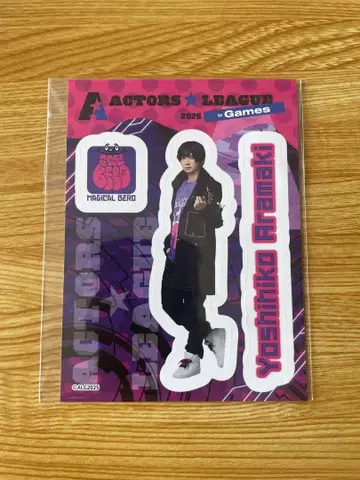 A ACTORS★LEAGUE
2025 in Games
MAGICAL BERO
Yoshihiko Aramaki
ACTORS★
LEAGUE
©ALG2025